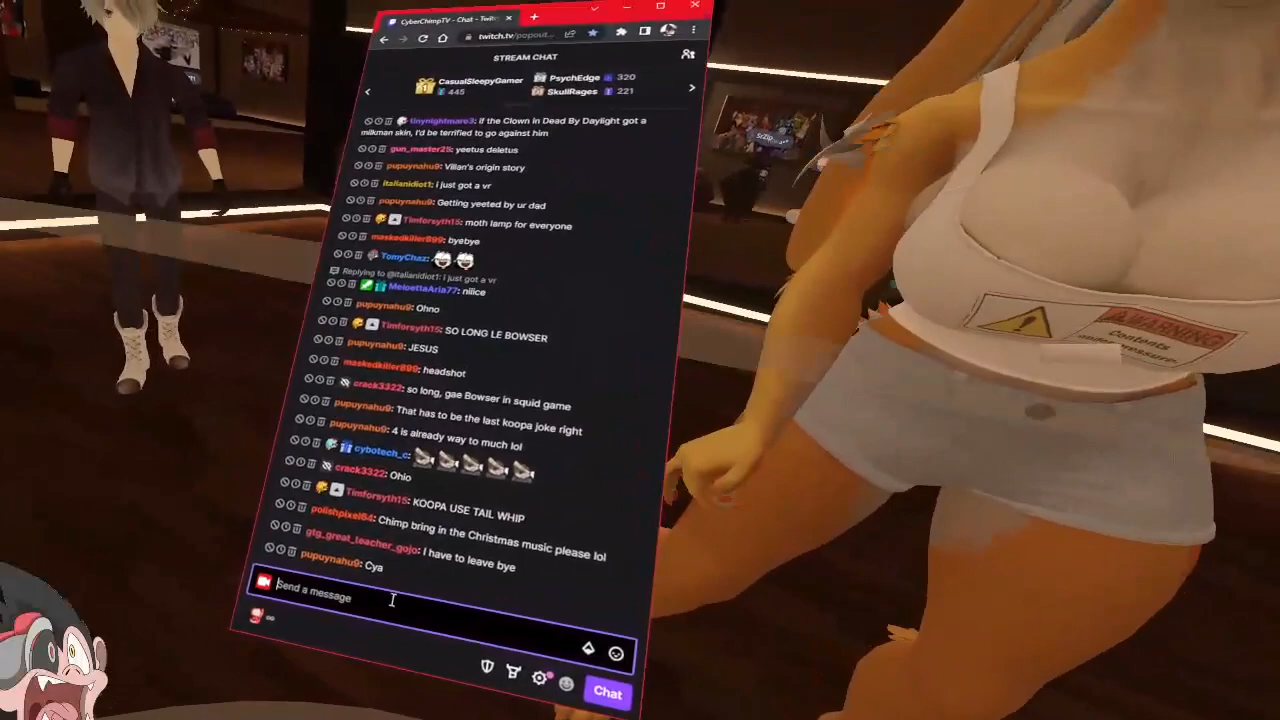 CyberChimpTV - Chat - Twitc
twitch.tv/popout...
STREAM CHAT
CasualSleepyGamer
445
PsychEdge 320
SkullRages 221
tinynightmare3: if the Clown in Dead By Daylight got a
milkman skin, I'd be terrified to go against him
gun_master25: yeetus deletus
pupuynahu9: Villan's origin story
italianidiot1: i just got a vr
pupuynahu9: Getting yeeted by ur dad
Timforsyth15: moth lamp for everyone
maskedkiller899: byebye
TomyChaz:
Replying to @italianidiot1: i just got a vr
MeloettaAria77: niiice
pupuynahu9: Ohno
Timforsyth15: SO LONG LE BOWSER
pupuynahu9: JESUS
maskedkiller899: headshot
crack3322: so long, gae Bowser in squid game
pupuynahu9: That has to be the last koopa joke right
pupuynahu9: 4 is already way to much lol
cybotech_c:
crack3322: Ohio
Timforsyth15: KOOPA USE TAIL WHIP
polishpixel64: Chimp bring in the Christmas music please lol
gtg_great_teacher_gojo: I have to leave bye
pupuynahu9: Cya
Send a message
Chat
WARNING
Contents
under pressure.